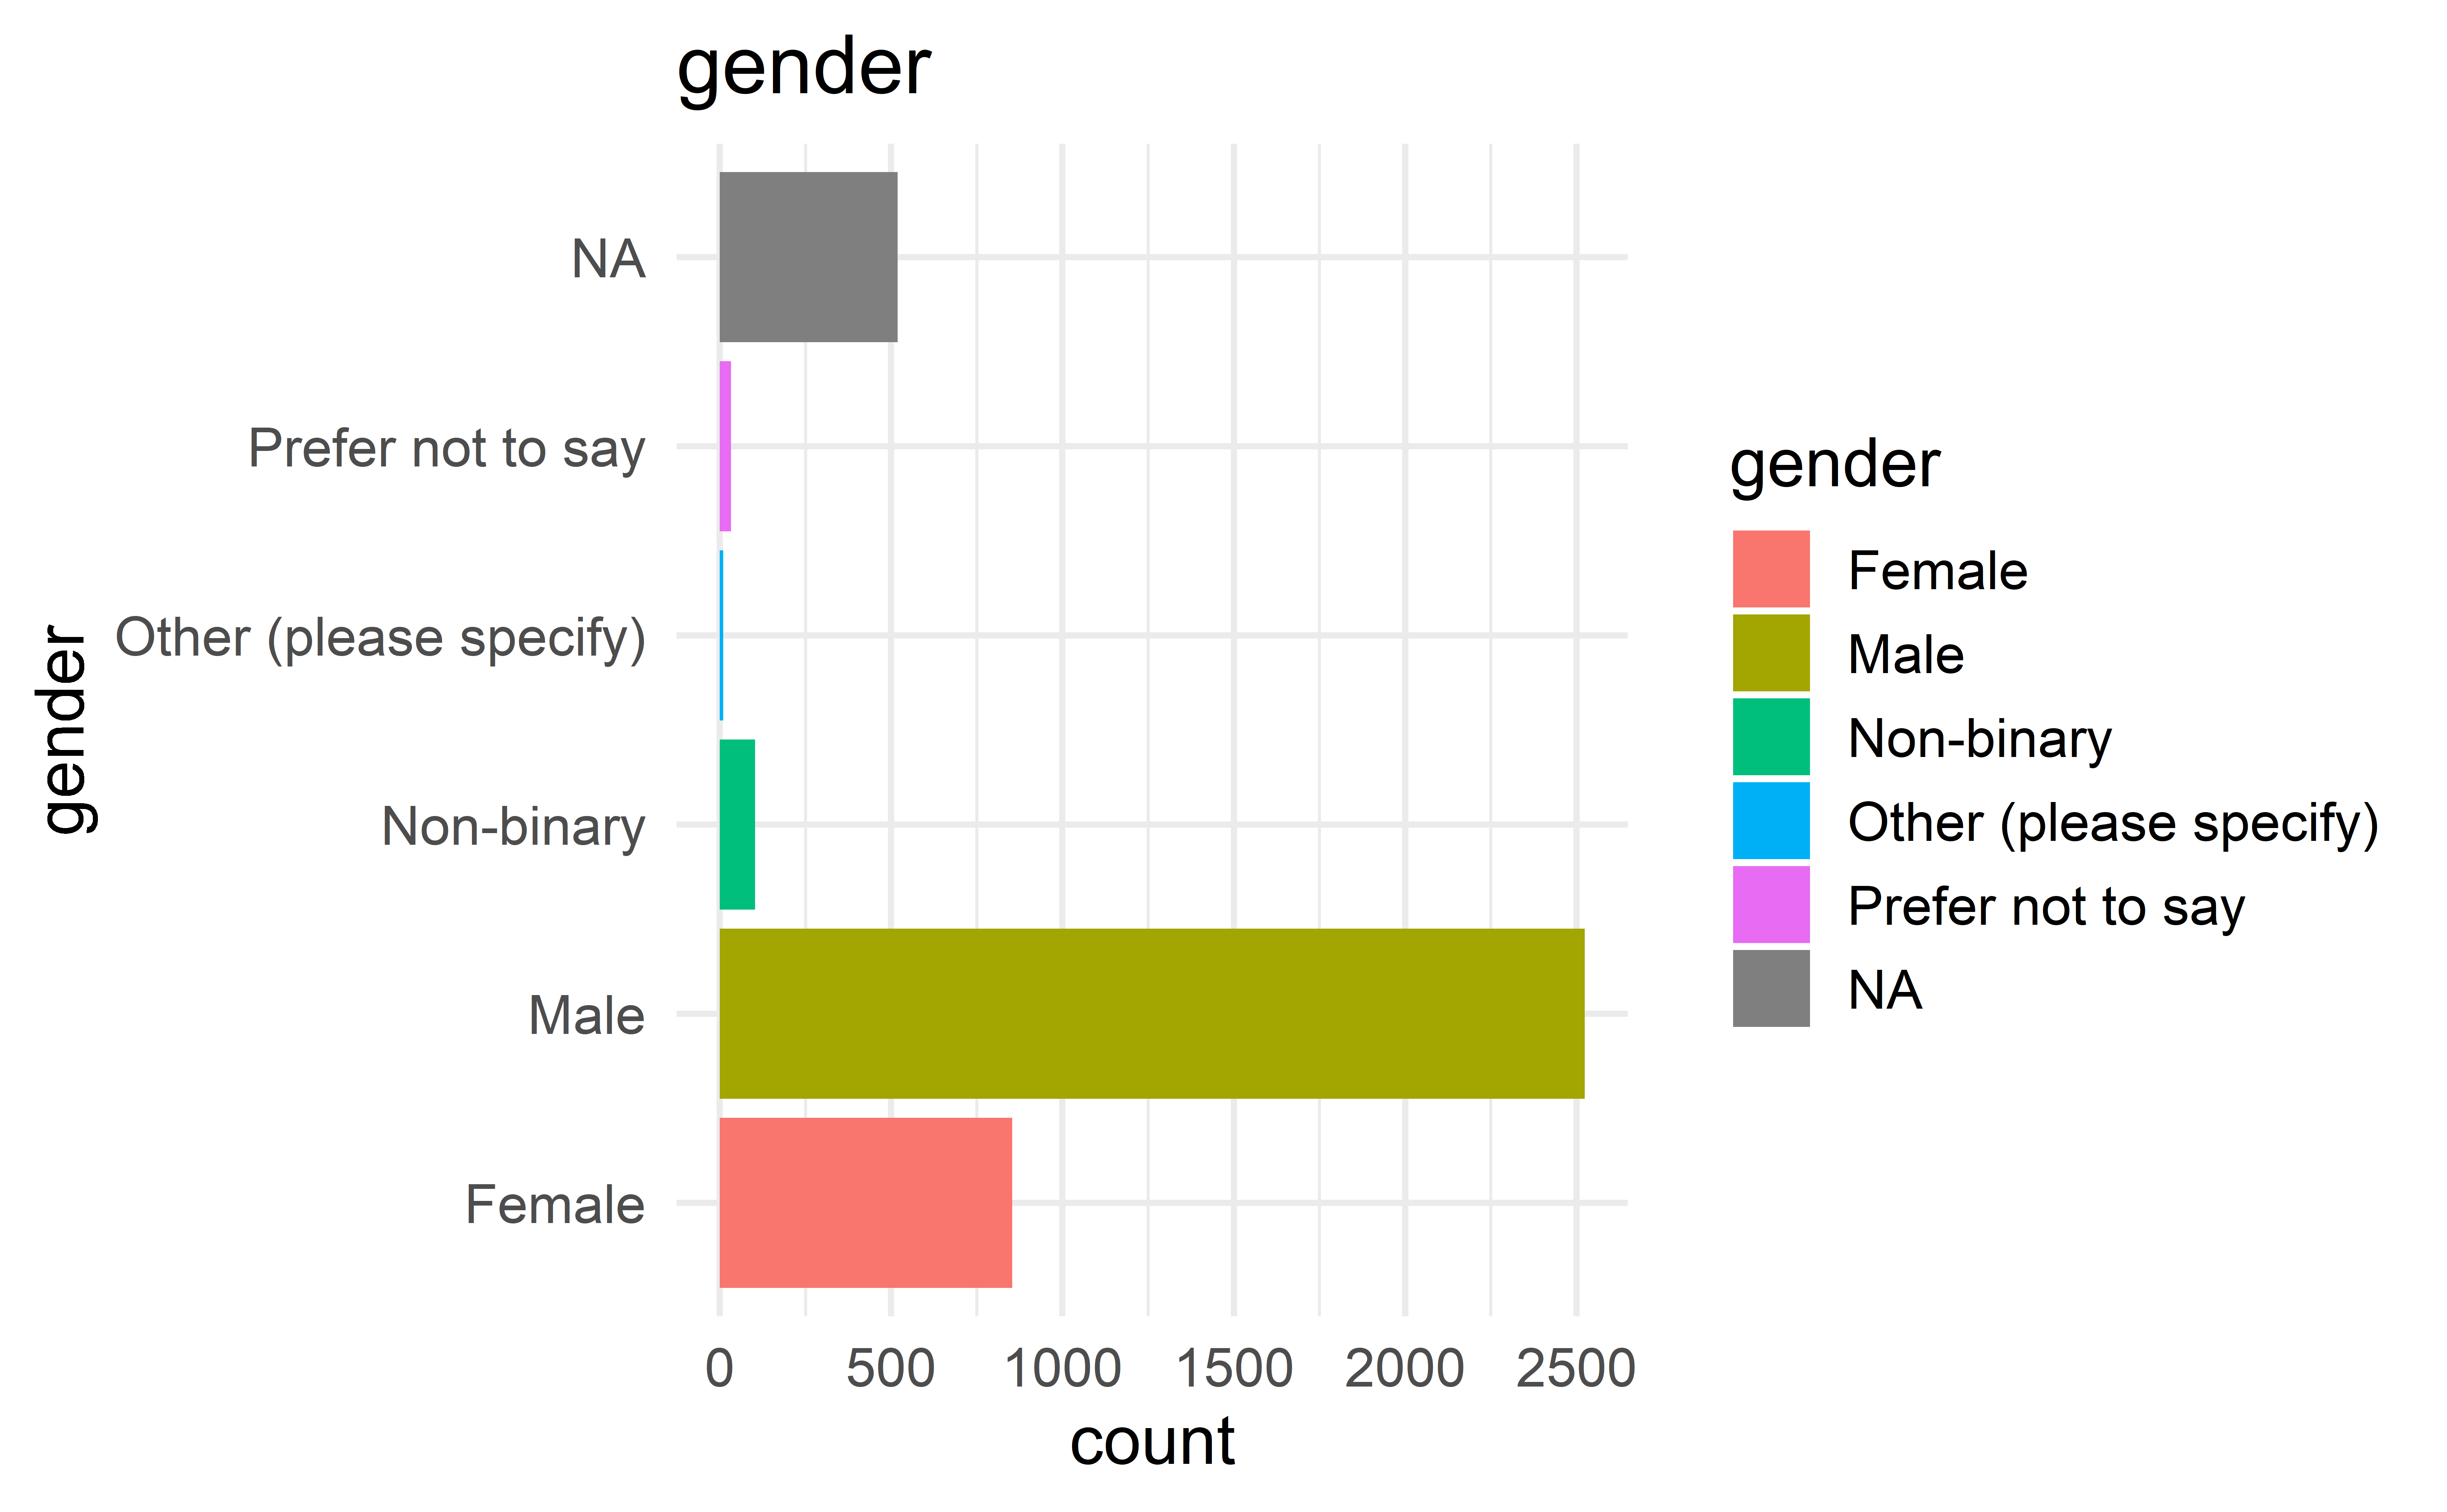 gender
NA
Prefer not to say
Other (please specify)
Non-binary
Male
Female
gender
0 500 1000 1500 2000 2500
count
gender
Female
Male
Non-binary
Other (please specify)
Prefer not to say
NA